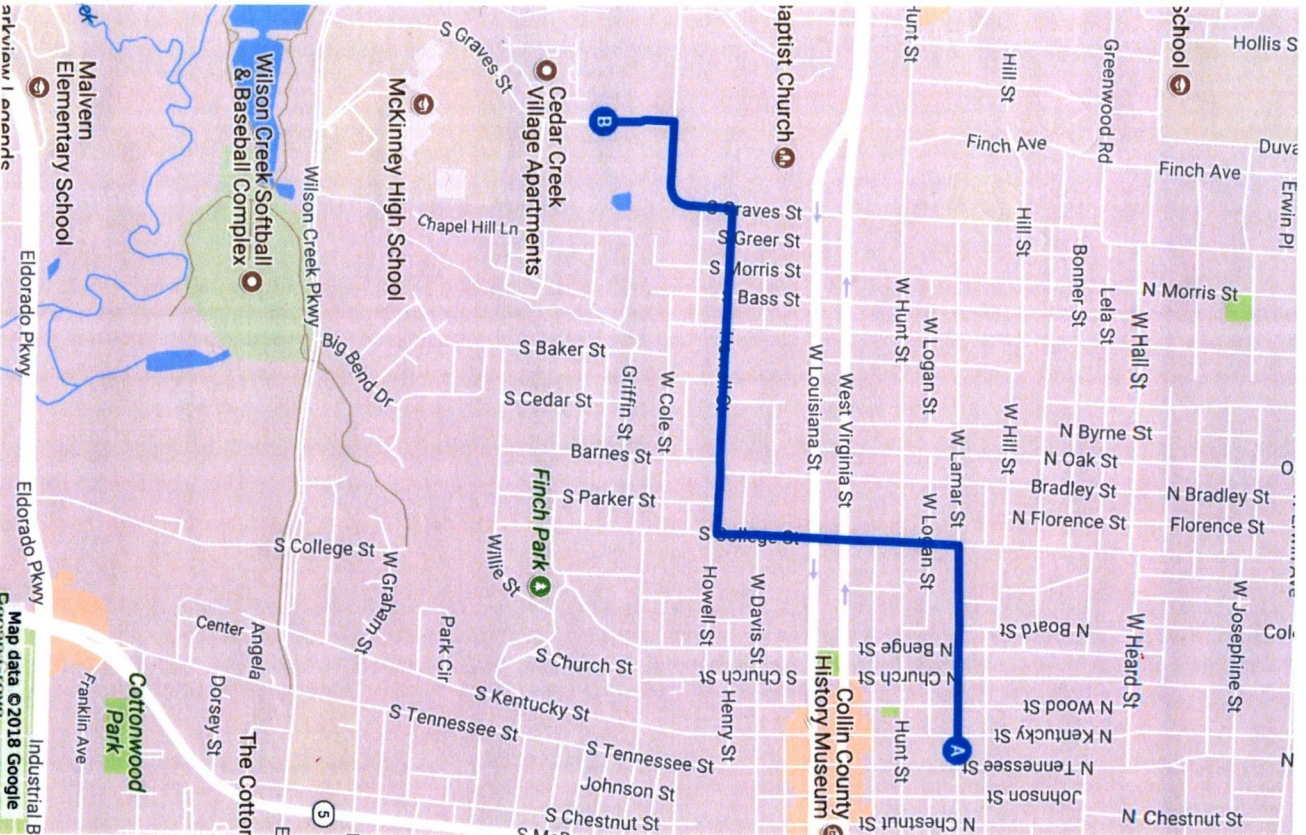 Hollis S
School
Greenwood Rd
Hill St
Hunt St
Baptist Church
S Graves St
Cedar Creek
Village Apartments
B
McKinney High School
Wilson Creek Softball
& Baseball Complex
Malvern
Elementary School
arkview Legends
Duva
Finch Ave
Finch Ave
Erwin Pl
Hill St
S Graves St
S Greer St
S Morris St
Bass St
Chapel Hill Ln
Wilson Creek Pkwy
Eldorado Pkwy
N Morris St
Bonner St
Lela St
W Hall St
W Hunt St
W Logan St
W Louisiana St
West Virginia St
S Baker St
S Cedar St
Griffin St
W Cole St
Big Bend Dr
N Byrne St
N Oak St
Bradley St
N Bradley St
N Florence St
Florence St
W Hill St
W Lamar St
W Logan St
Barnes St
S Parker St
Finch Park
S College St
S College St
W Graham St
Willie St
Howell St
W Davis St
Eldorado Pkwy
W Josephine St
N Board St
W Heard St
N Benge St
N Church St
S Church St
S Church St
Park Cir
Center
Angela
N Wood St
N Kentucky St
N Tennessee St
Johnson St
N Chestnut St
N Chestnut St
A
Hunt St
Collin County
History Museum
Henry St
S Kentucky St
S Tennessee St
S Tennessee St
Johnson St
S Chestnut St
5
The Cotton
Dorsey St
Cottonwood
Park
Franklin Ave
Industrial B
Map data ©2018 Google